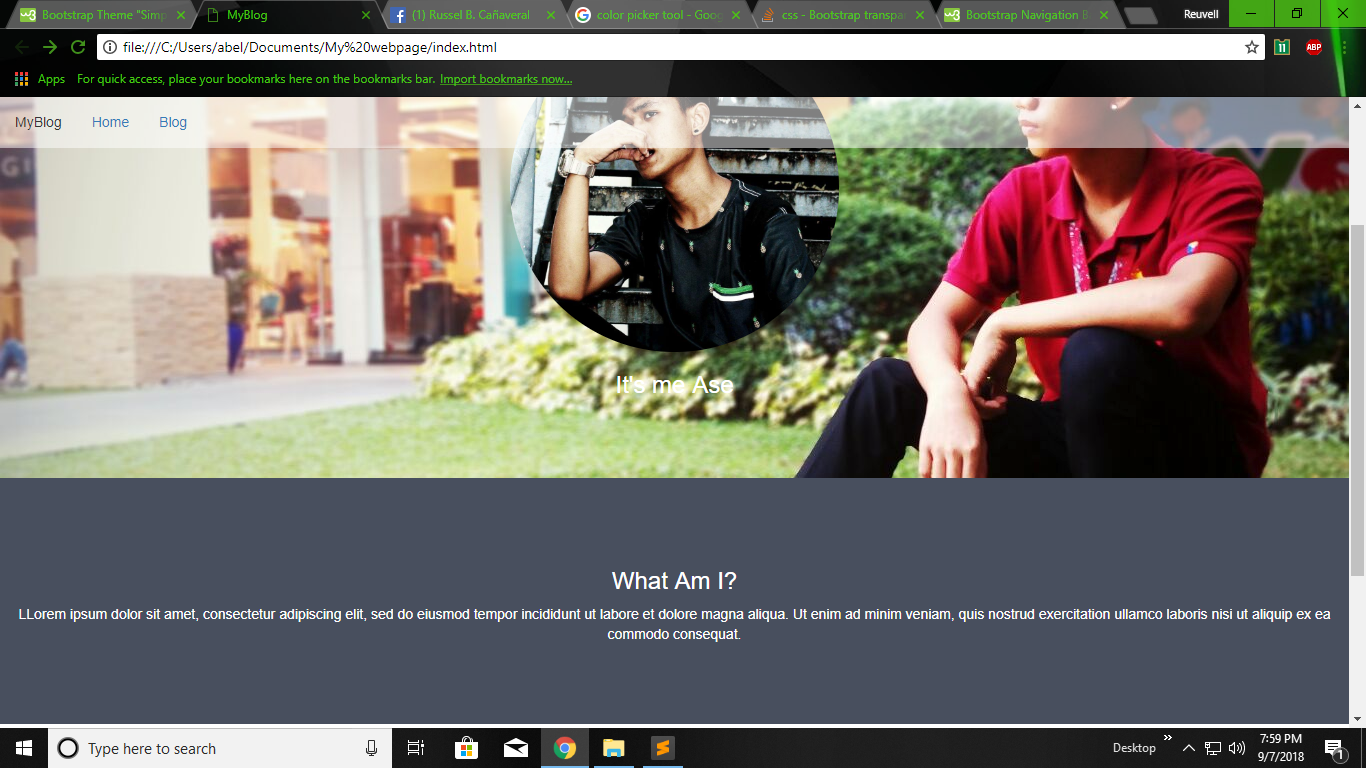 Bootstrap Theme "Simp
MyBlog
(1) Russel B. Cañaveral
color picker tool - Goog
css - Bootstrap transpa
Bootstrap Navigation B
Reuvell
file:///C:/Users/abel/Documents/My%20webpage/index.html
11
ABP
Apps
For quick access, place your bookmarks here on the bookmarks bar. Import bookmarks now...
MyBlog
Home
Blog
It's me Ase
What Am I?
LLorem ipsum dolor sit amet, consectetur adipiscing elit, sed do eiusmod tempor incididunt ut labore et dolore magna aliqua. Ut enim ad minim veniam, quis nostrud exercitation ullamco laboris nisi ut aliquip ex ea
commodo consequat.
Type here to search
Desktop
7:59 PM
9/7/2018
1